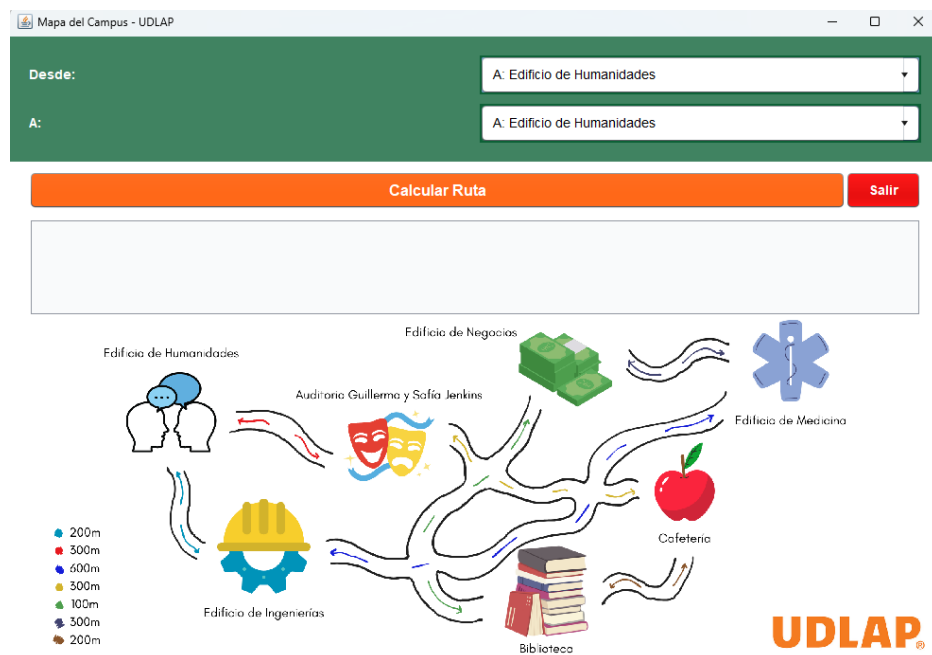 Mapa del Campus - UDLAP
Desde:
A: Edificio de Humanidades
A:
A: Edificio de Humanidades
Calcular Ruta
Salir
Edificio de Negocios
Edificio de Humanidades
Auditorio Guillermo y Sofía Jenkins
Edificio de Medicina
Cafetería
200m
300m
600m
300m
100m
300m
200m
Edificio de Ingenierías
Biblioteca
UDLAP®